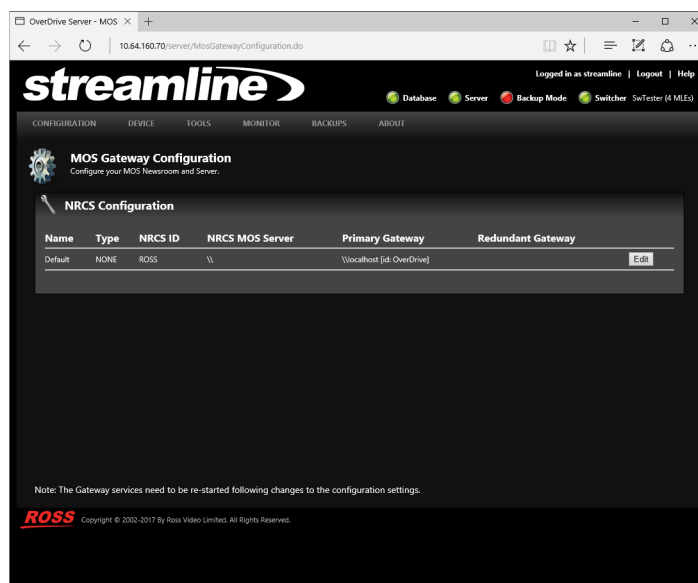 OverDrive Server - MOS
10.64.160.70/server/MosGatewayConfiguration.do
streamline
Logged in as streamline | Logout | Help
Database Server Backup Mode Switcher SwTester (4 MLEs)
CONFIGURATION DEVICE TOOLS MONITOR BACKUPS ABOUT
MOS Gateway Configuration
Configure your MOS Newsroom and Server.
NRCS Configuration
Name Type NRCS ID NRCS MOS Server Primary Gateway Redundant Gateway
Default NONE ROSS \\ \\localhost [id: OverDrive] Edit
Note: The Gateway services need to be re-started following changes to the configuration settings.
ROSS Copyright © 2002-2017 By Ross Video Limited. All Rights Reserved.